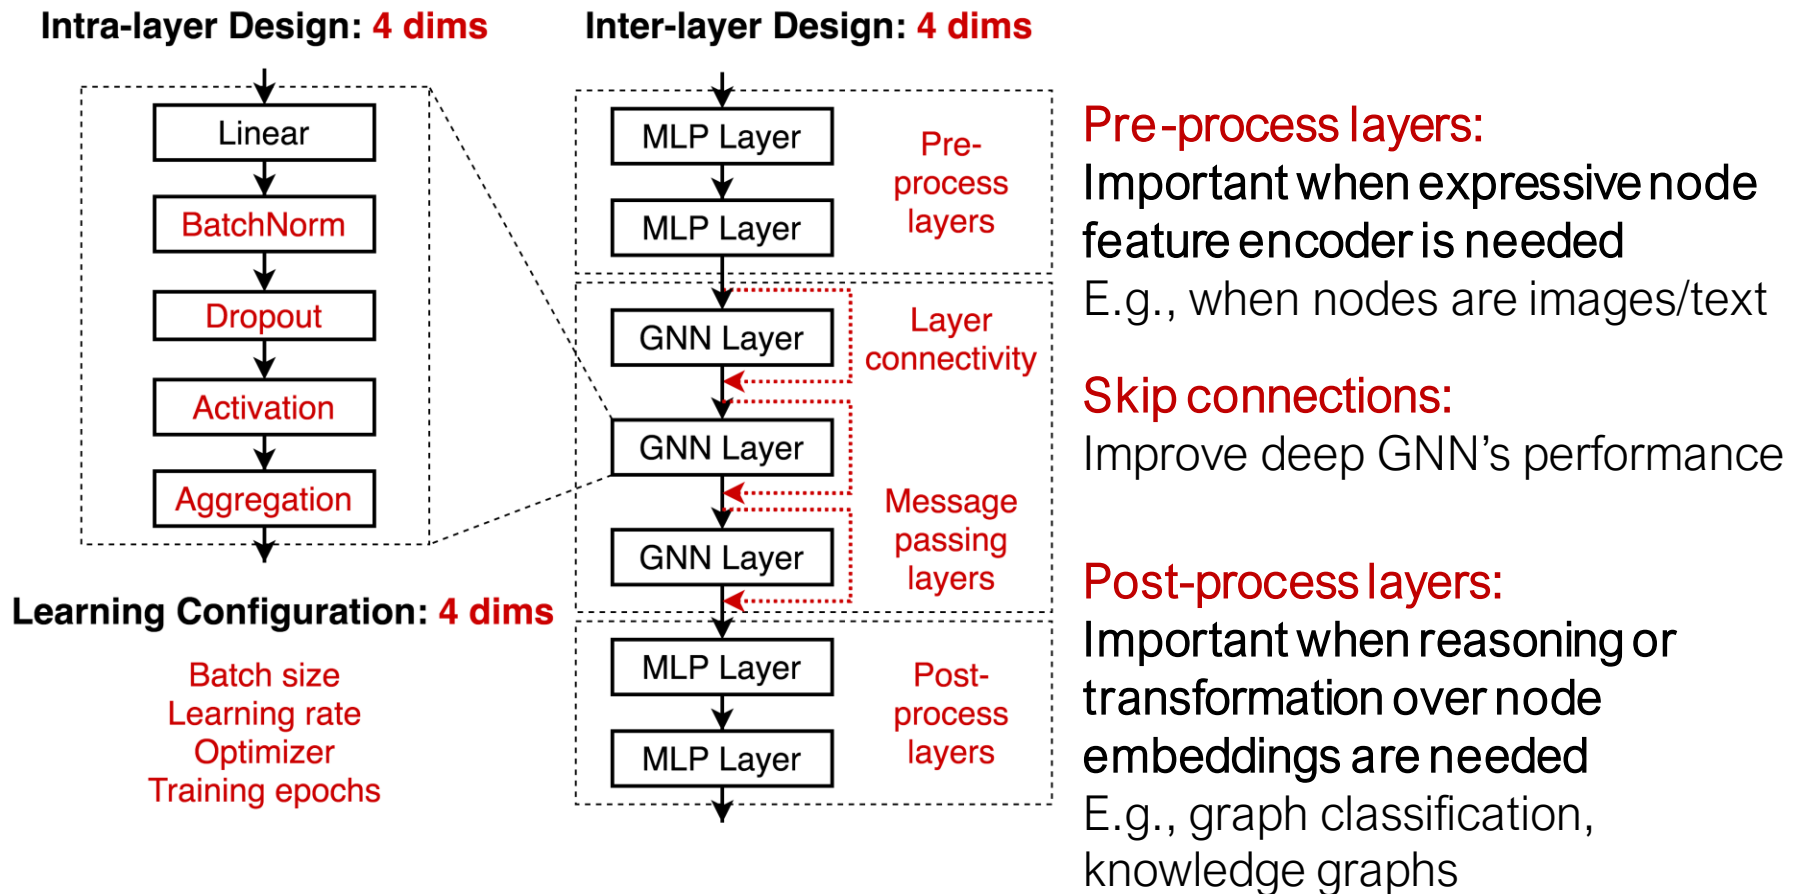 Intra-layer Design: 4 dims
Linear
BatchNorm
Dropout
Activation
Aggregation
Learning Configuration: 4 dims
Batch size
Learning rate
Optimizer
Training epochs
Inter-layer Design: 4 dims
MLP Layer
MLP Layer
Pre-
process
layers
GNN Layer
Layer
connectivity
GNN Layer
GNN Layer
Message
passing
layers
MLP Layer
MLP Layer
Post-
process
layers
Pre-process layers:
Important when expressive node
feature encoder is needed
E.g., when nodes are images/text
Skip connections:
Improve deep GNN’s performance
Post-process layers:
Important when reasoning or
transformation over node
embeddings are needed
E.g., graph classification,
knowledge graphs